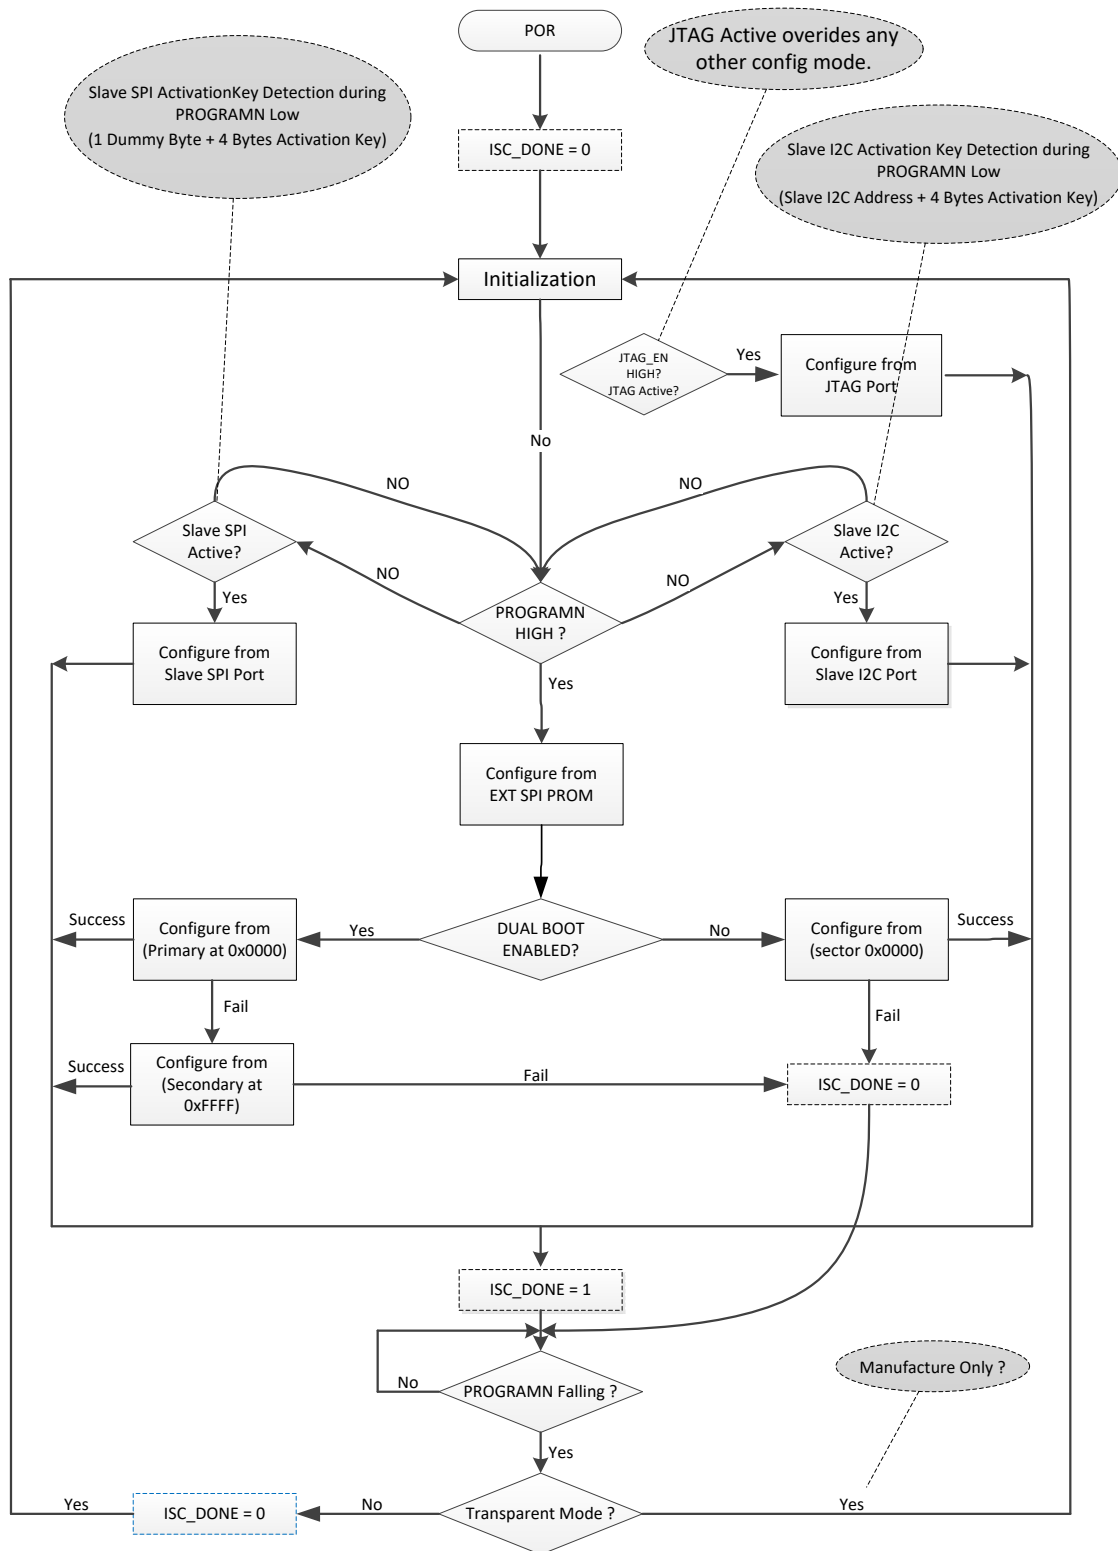 POR
JTAG Active overrides any
other config mode.
Slave SPI ActivationKey Detection during
PROGRAMN Low
(1 Dummy Byte + 4 Bytes Activation Key)
ISC_DONE = 0
Slave I2C Activation Key Detection during
PROGRAMN Low
(Slave I2C Address + 4 Bytes Activation Key)
Initialization
JTAG_EN
HIGH?
JTAG Active?
Yes
Configure from
JTAG Port
No
NO
NO
Slave SPI
Active?
Slave I2C
Active?
NO
NO
Yes
PROGRAMN
HIGH ?
Yes
Configure from
Slave SPI Port
Configure from
Slave I2C Port
Yes
Configure from
EXT SPI PROM
Success
Configure from
(Primary at 0x0000)
Yes
DUAL BOOT
ENABLED?
No
Configure from
(sector 0x0000)
Success
Fail
Fail
Success
Configure from
(Secondary at
0xFFFF)
Fail
ISC_DONE = 0
ISC_DONE = 1
PROGRAMN Falling ?
No
Manufacture Only ?
Yes
Yes
ISC_DONE = 0
No
Transparent Mode ?
Yes